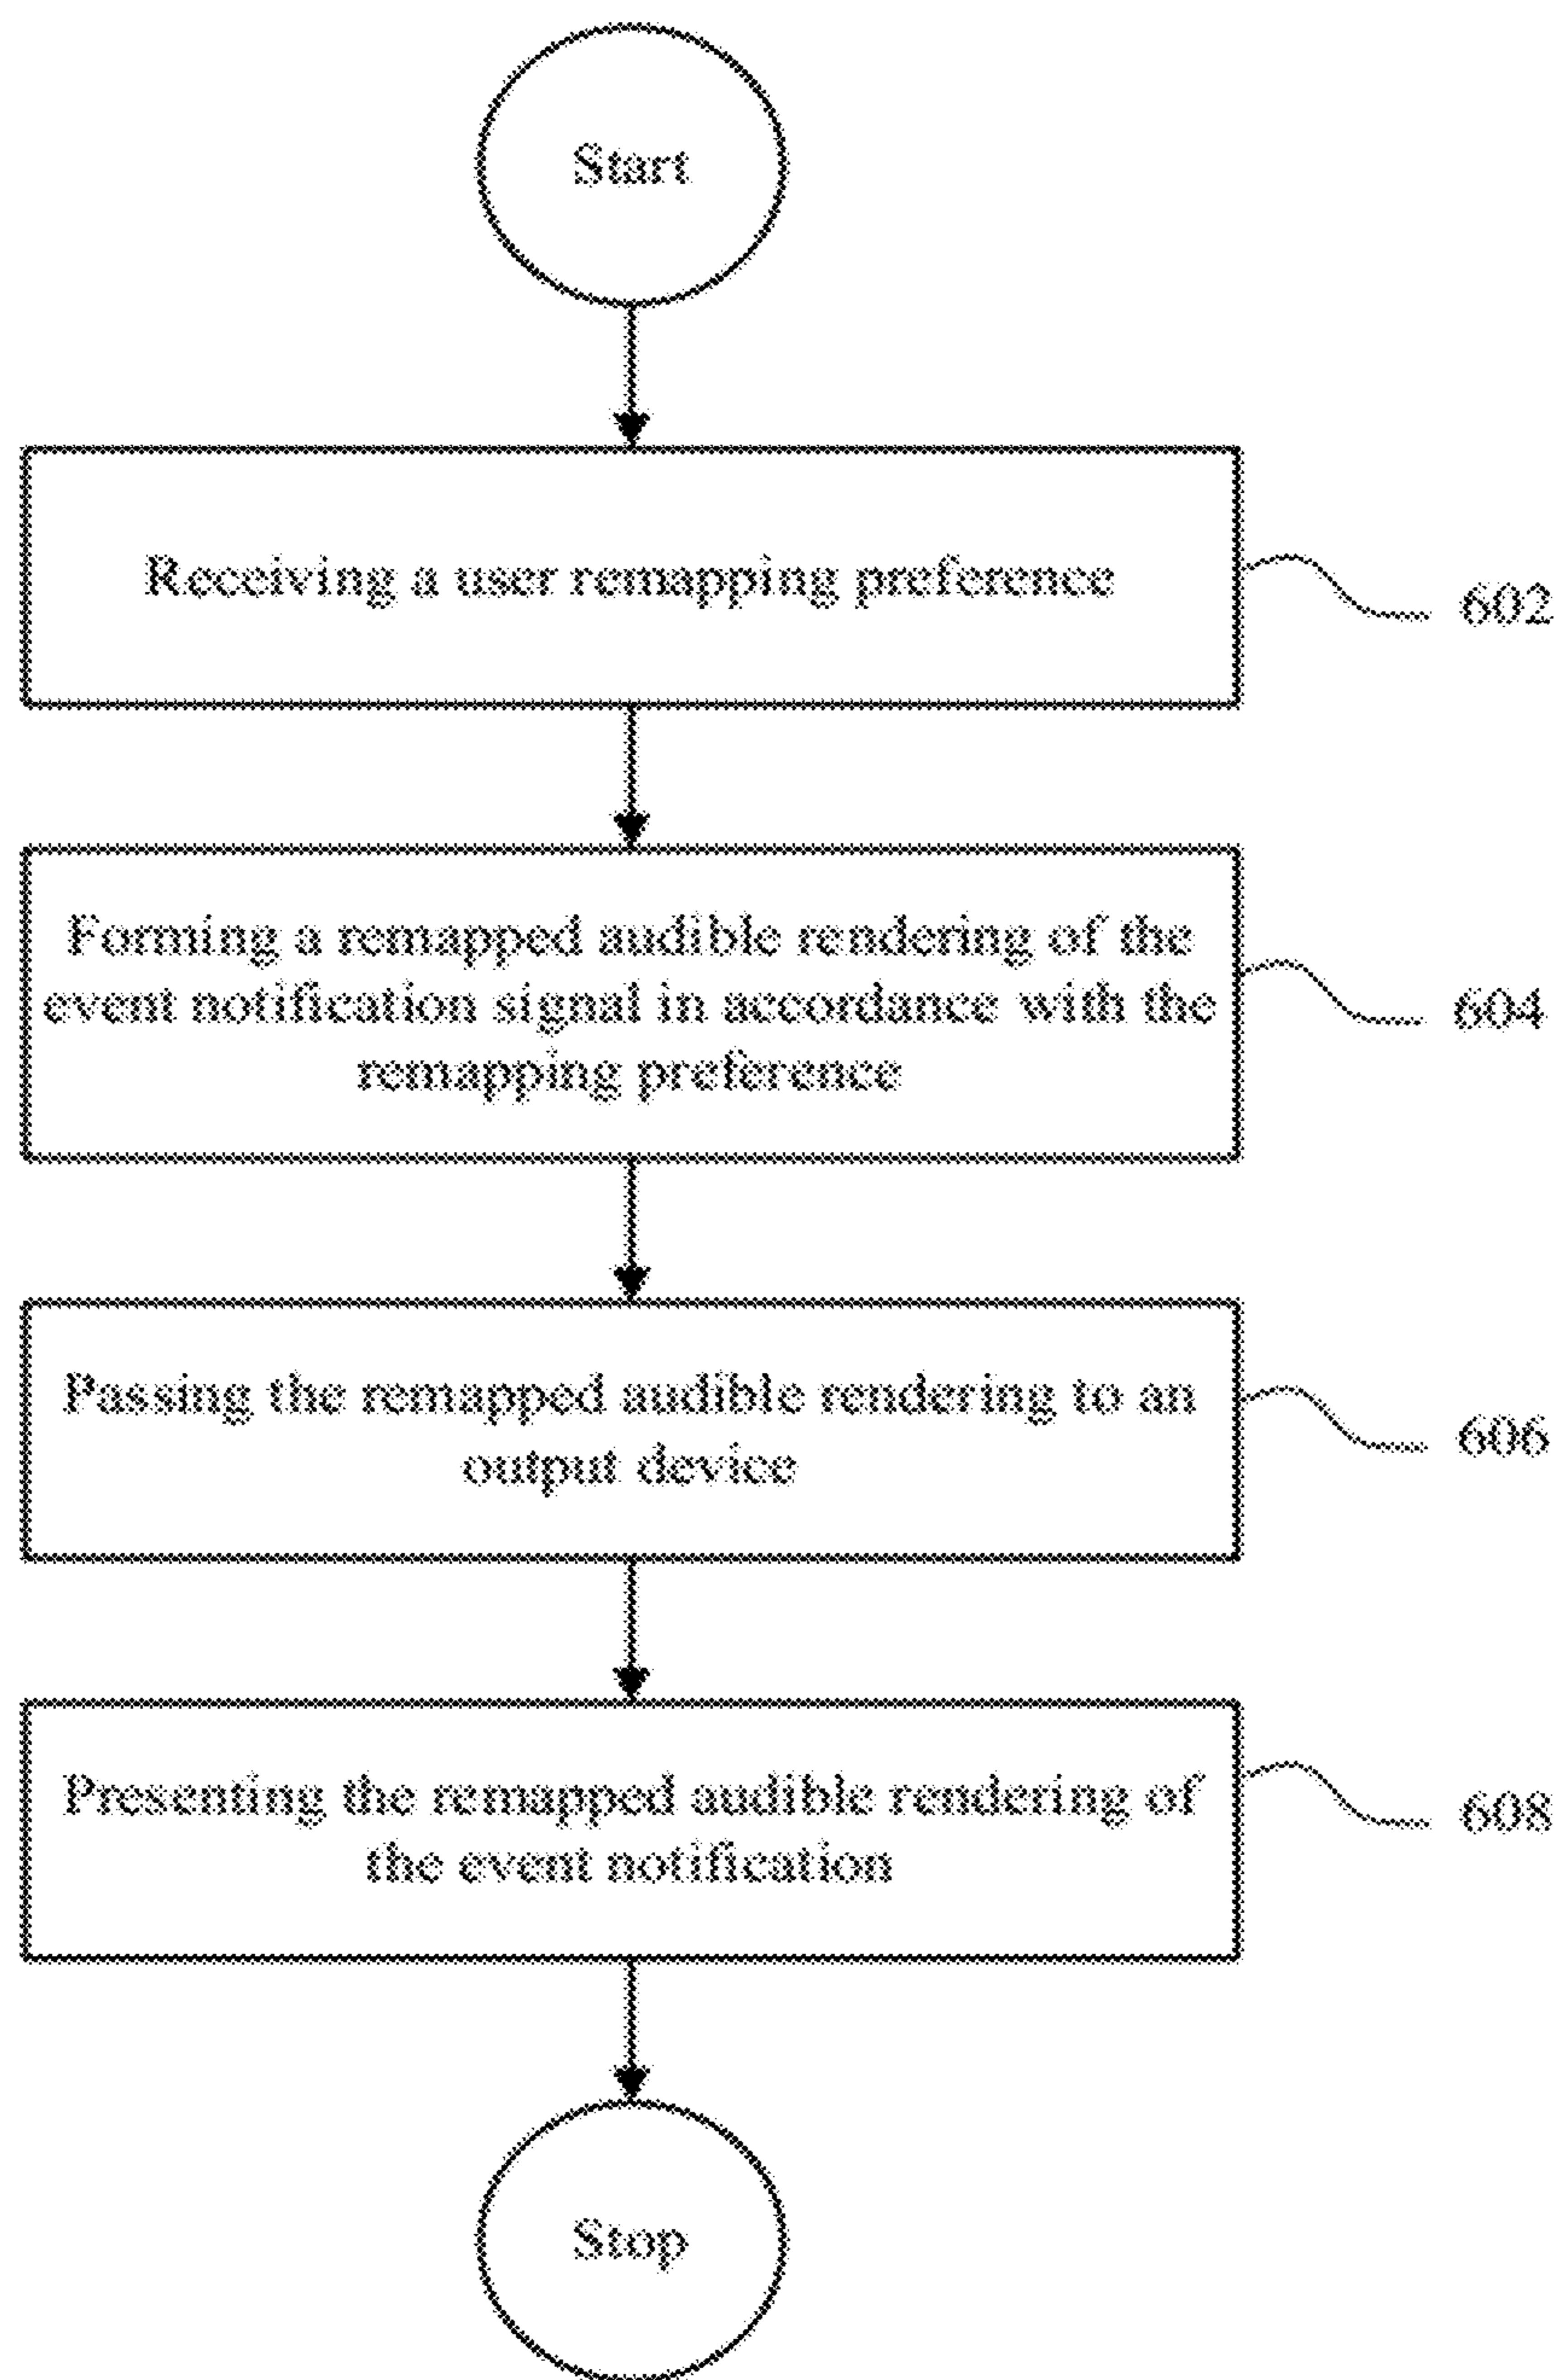 Start
Receiving a user remapping preference
602
Forming a remapped audible rendering of the
event notification signal in accordance with the
remapping preference
604
Passing the remapped audible rendering to an
output device
606
Presenting the remapped audible rendering of
the event notification
608
Stop